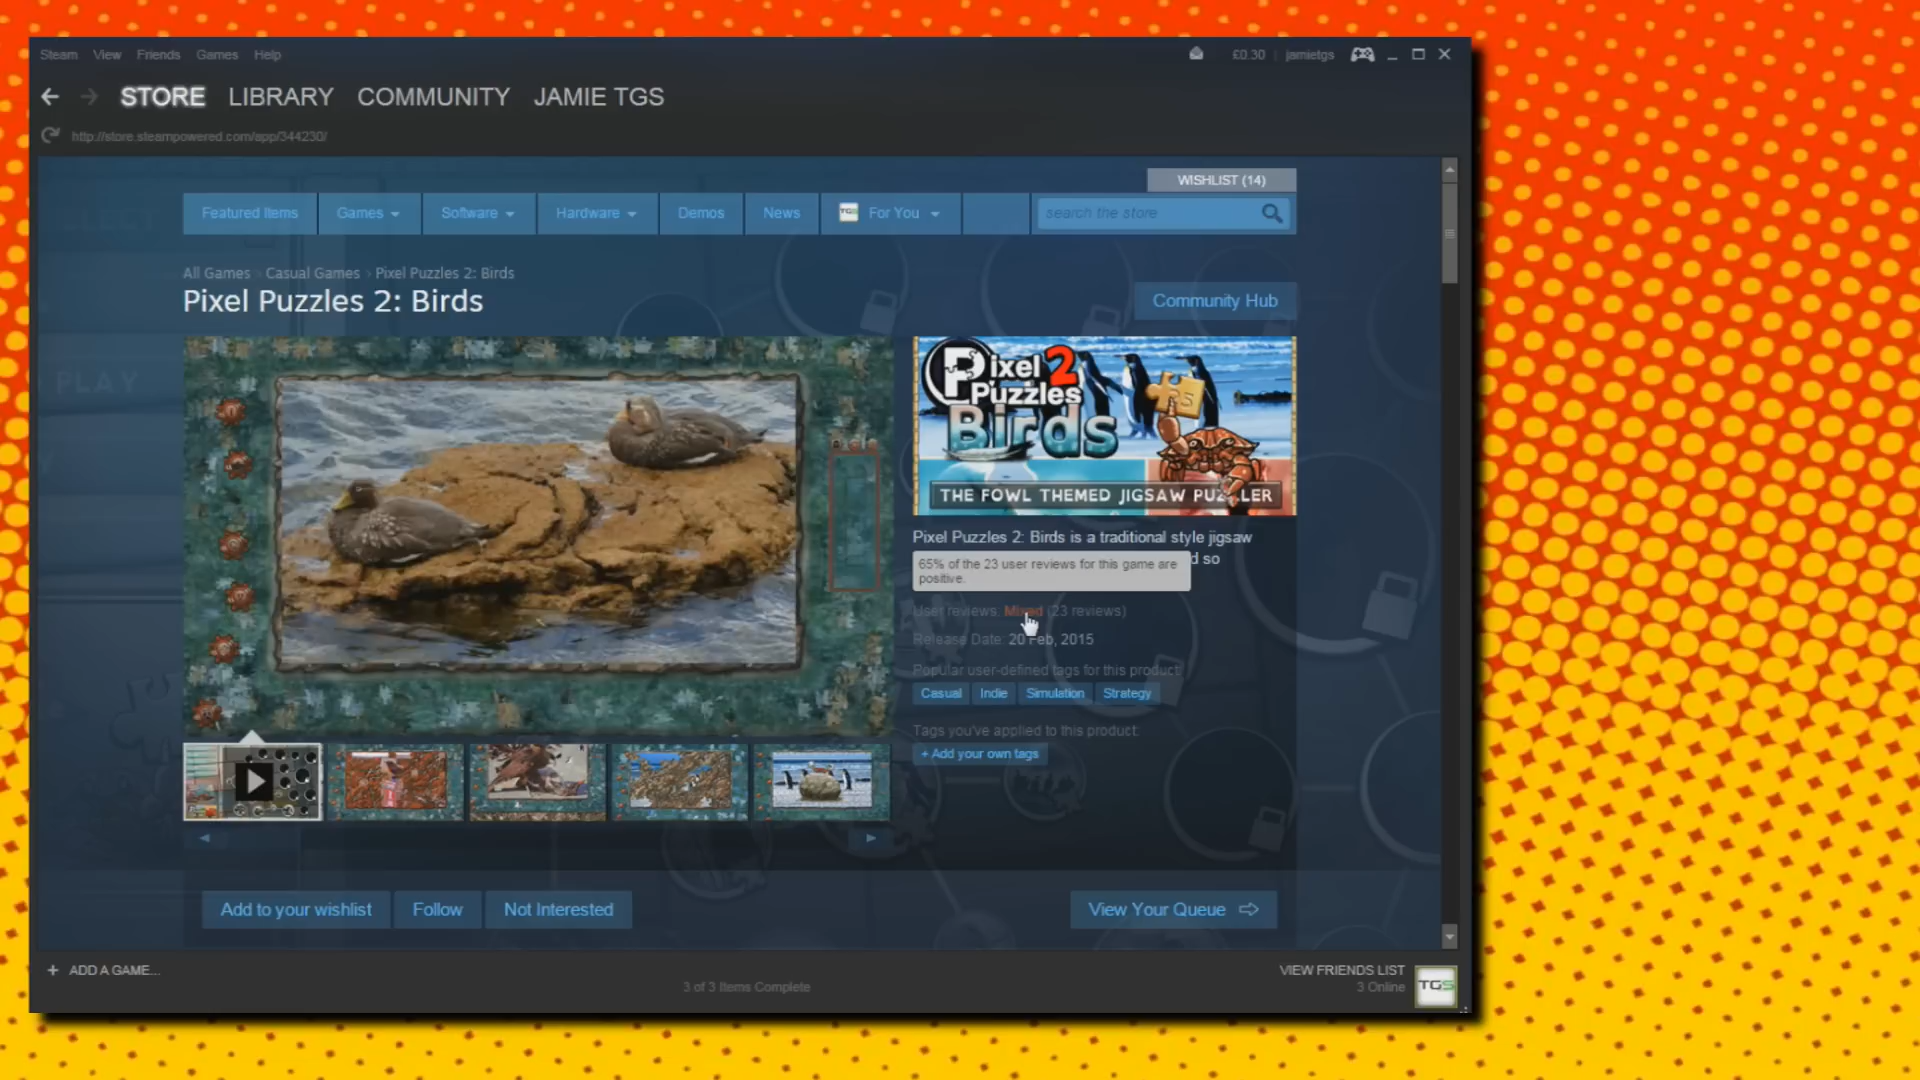 Steam View Friends Games Help
£0.30 jamietgs
STORE LIBRARY COMMUNITY JAMIE TGS
http://store.steampowered.com/app/344230/
WISHLIST (14)
Featured Items Games Software Hardware Demos News TGS For You search the store
All Games › Casual Games › Pixel Puzzles 2: Birds
Pixel Puzzles 2: Birds
Community Hub
Pixel 2
Puzzles
Birds
THE FOWL THEMED JIGSAW PUZZLER
Pixel Puzzles 2: Birds is a traditional style jigsaw
d so
65% of the 23 user reviews for this game are
positive.
User reviews: Mixed (23 reviews)
Release Date: 20 Feb, 2015
Popular user-defined tags for this product:
Casual Indie Simulation Strategy
Tags you've applied to this product:
+ Add your own tags
PLAY
Add to your wishlist Follow Not Interested View Your Queue
+ ADD A GAME...
3 of 3 Items Complete
VIEW FRIENDS LIST
3 Online
TGS